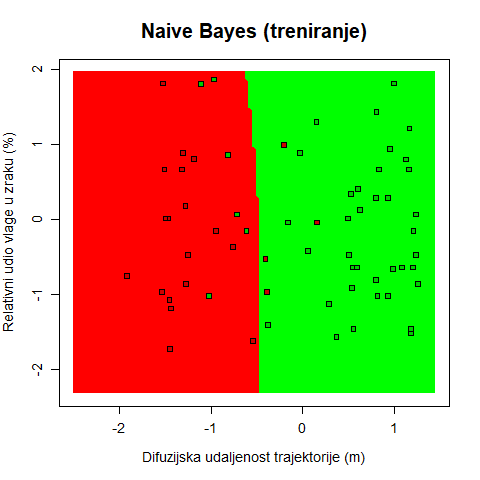 Naive Bayes (treniranje)
2
1
0
-1
-2
Relativni udio vlage u zraku (%)
-2 -1 0 1
Difuzijska udaljenost trajektorije (m)